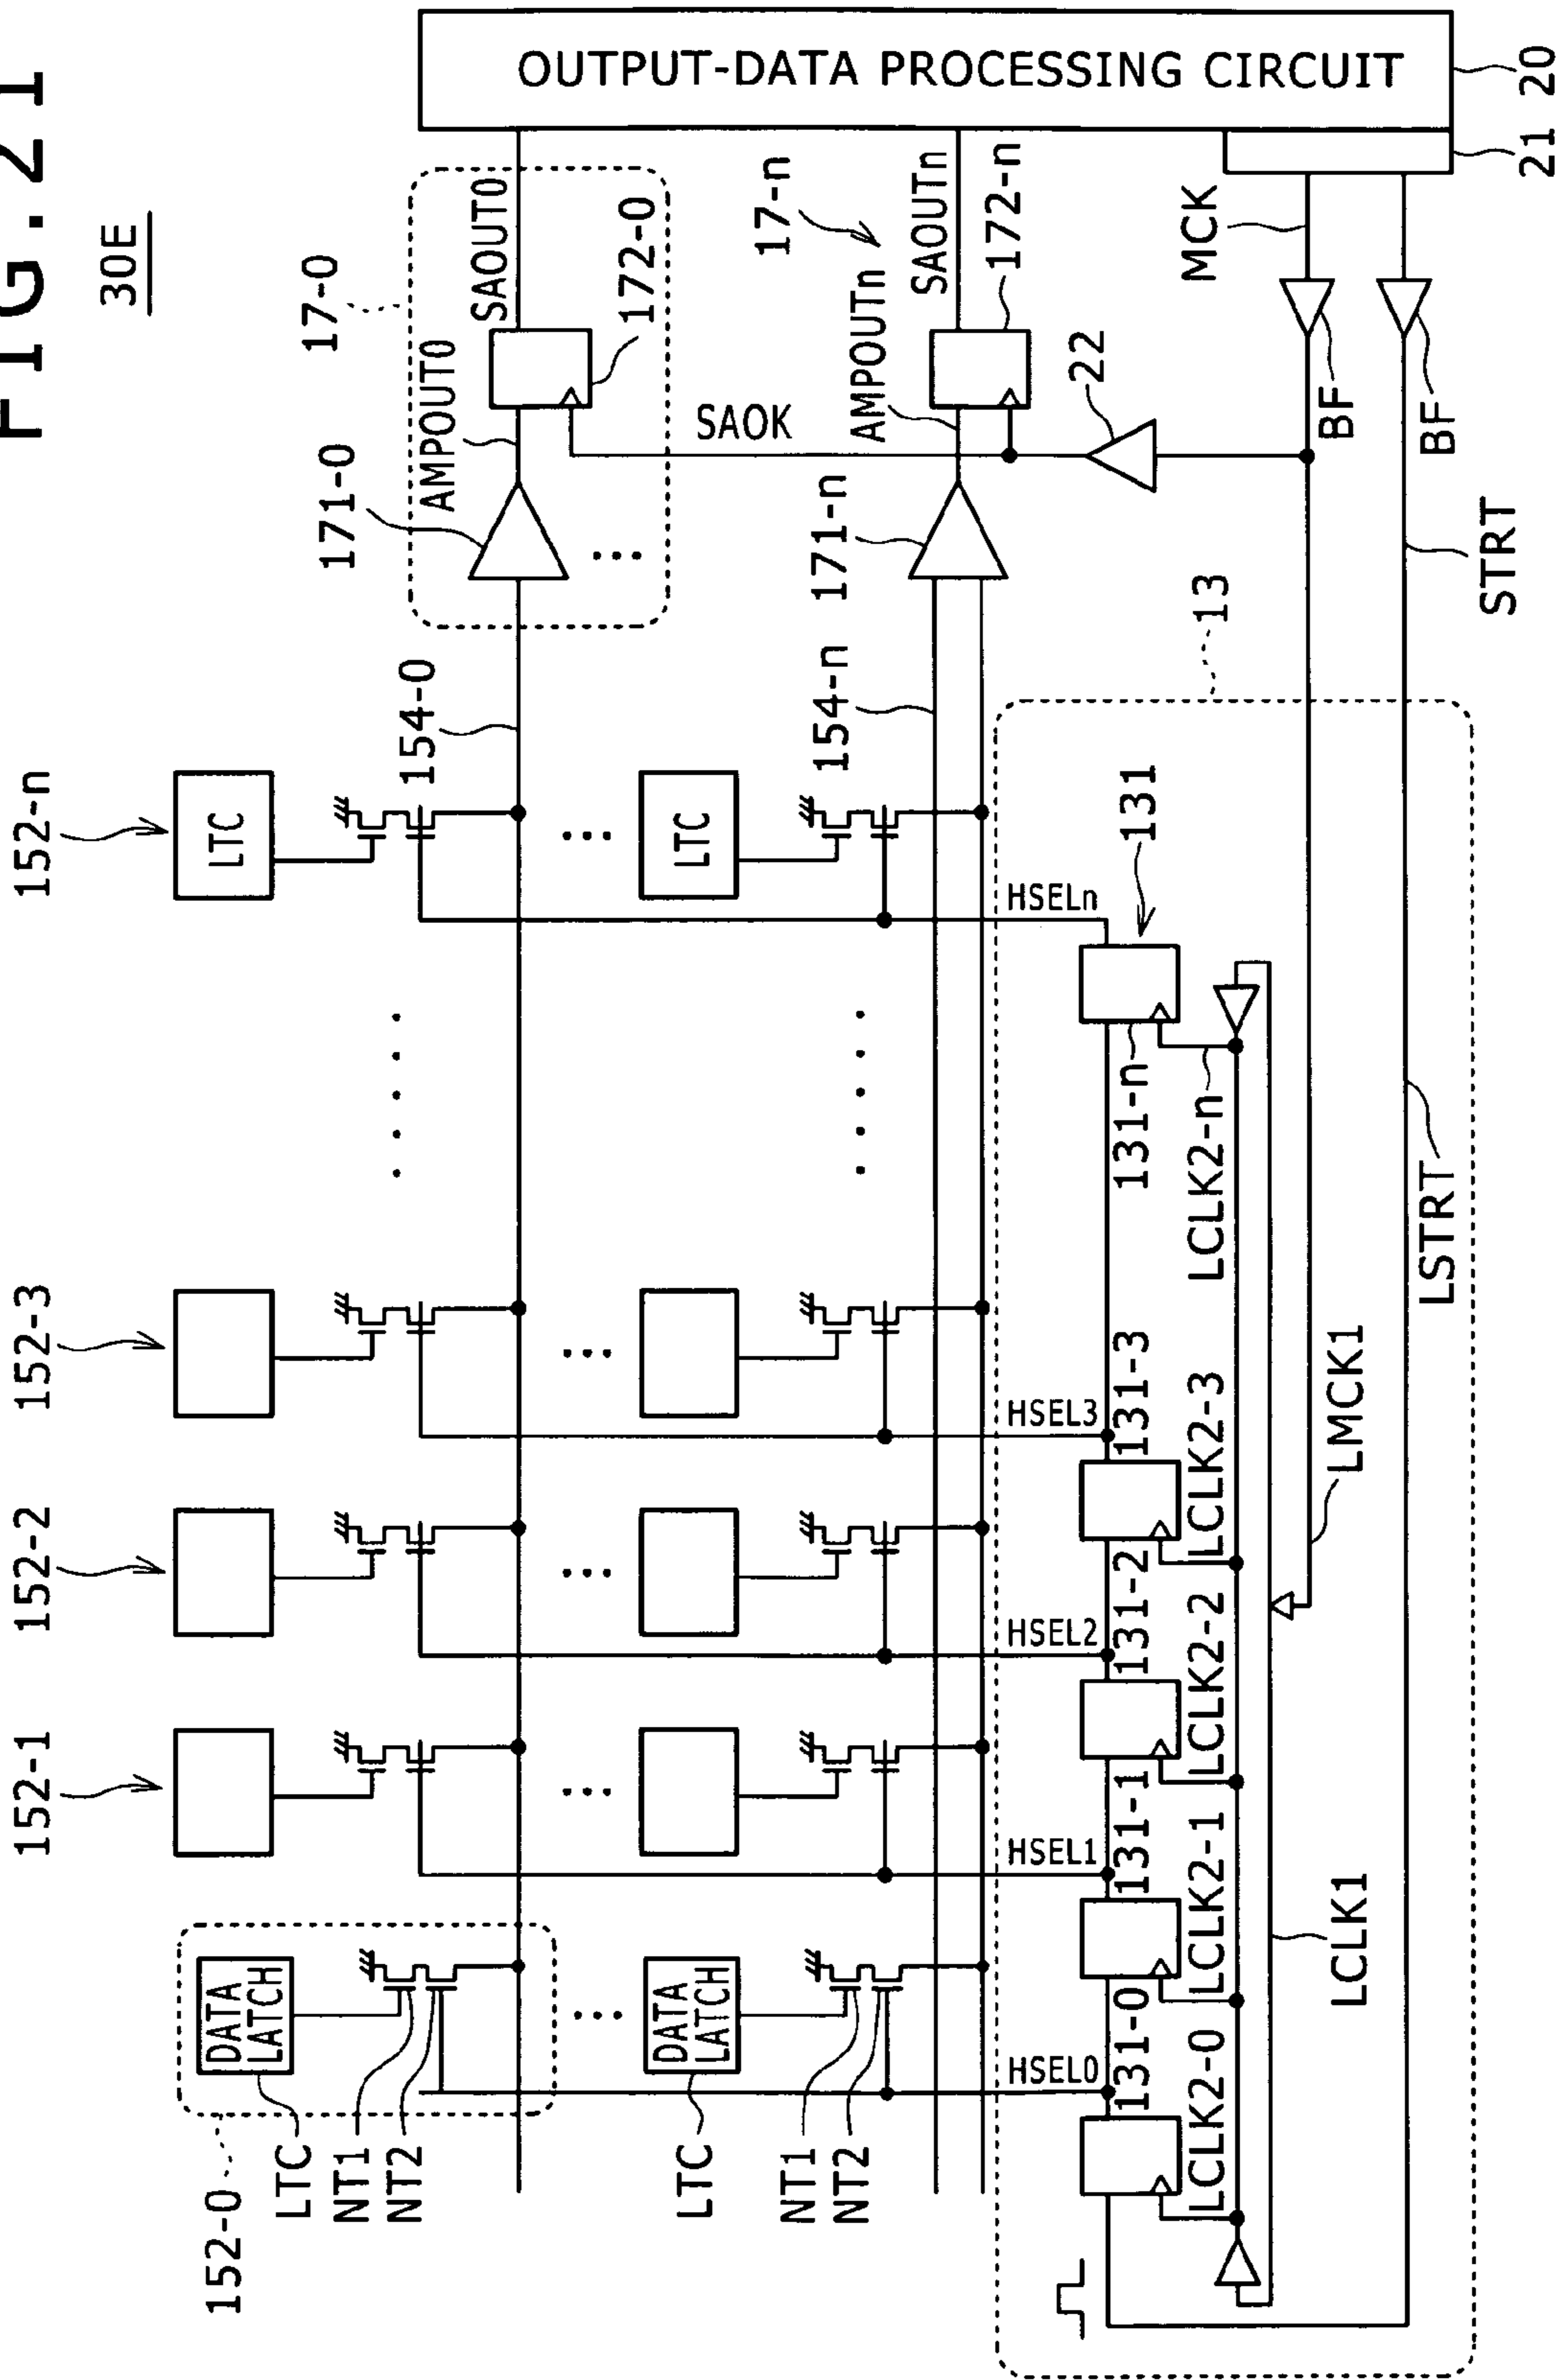 FIG. 21
30E
152-0
152-1
152-2
152-3
152-n
DATA
LATCH
LTC
LTC
NT1
NT2
154-0
171-0
17-0
AMPOUT0
SAOUT0
172-0
OUTPUT-DATA PROCESSING CIRCUIT
20
21
DATA
LATCH
LTC
LTC
NT1
NT2
154-n
171-n
17-n
AMPOUTn
SAOUTn
172-n
SAOK
22
MCK
BF
BF
STRT
HSEL0
HSEL1
HSEL2
HSEL3
HSELn
13
131
131-0
131-1
131-2
131-3
131-n
LCLK2-0
LCLK2-1
LCLK2-2
LCLK2-3
LCLK2-n
LCLK1
LMCK1
LSTRT